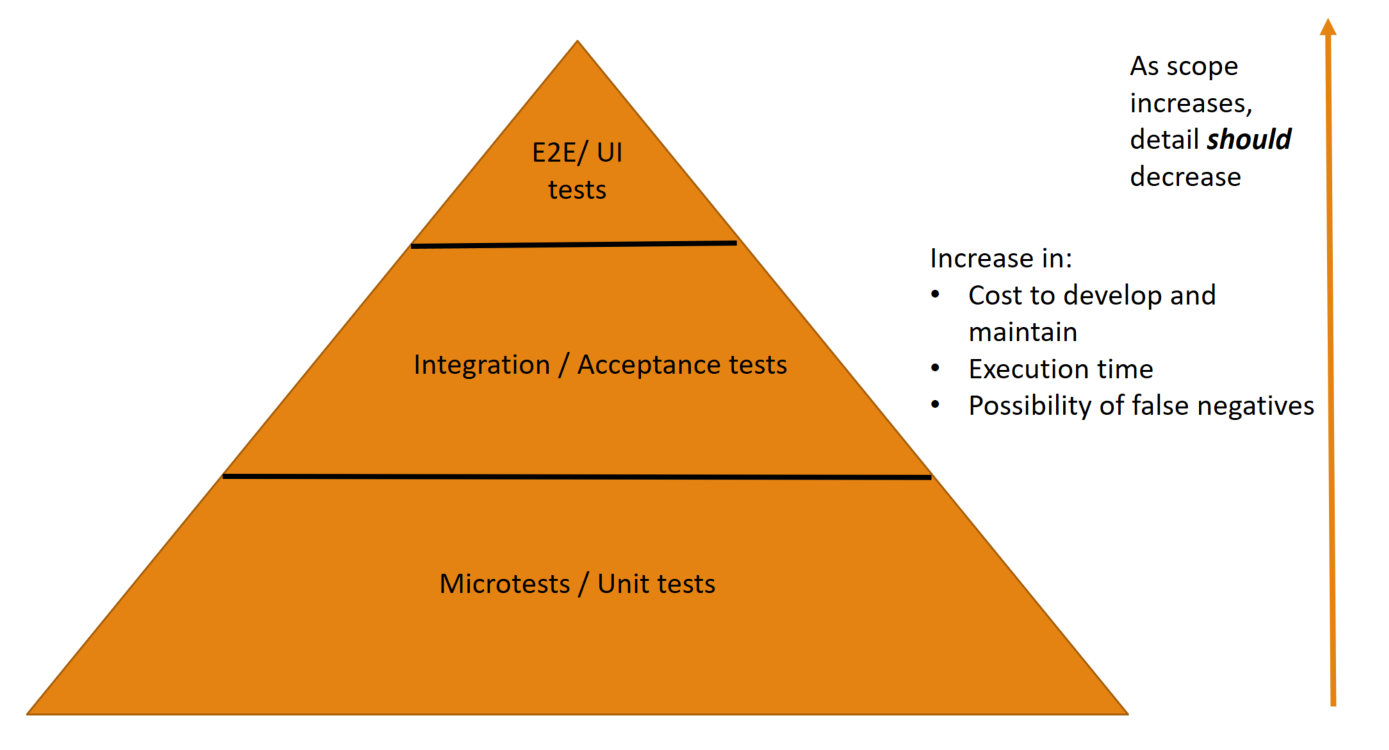 As scope
increases,
detail should
decrease
E2E/ UI
tests
Increase in:
• Cost to develop and
maintain
• Execution time
• Possibility of false negatives
Integration / Acceptance tests
Microtests / Unit tests